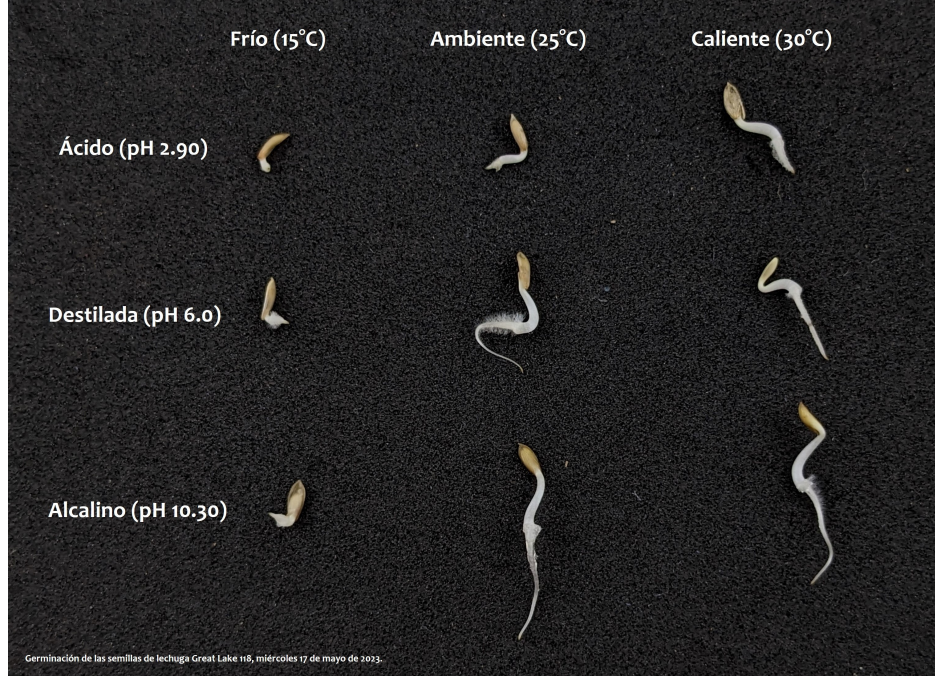 Frío (15°C) Ambiente (25°C) Caliente (30°C)
Ácido (pH 2.90)
Destilada (pH 6.0)
Alcalino (pH 10.30)
Germinación de las semillas de lechuga Great Lake 118, miércoles 17 de mayo de 2023.